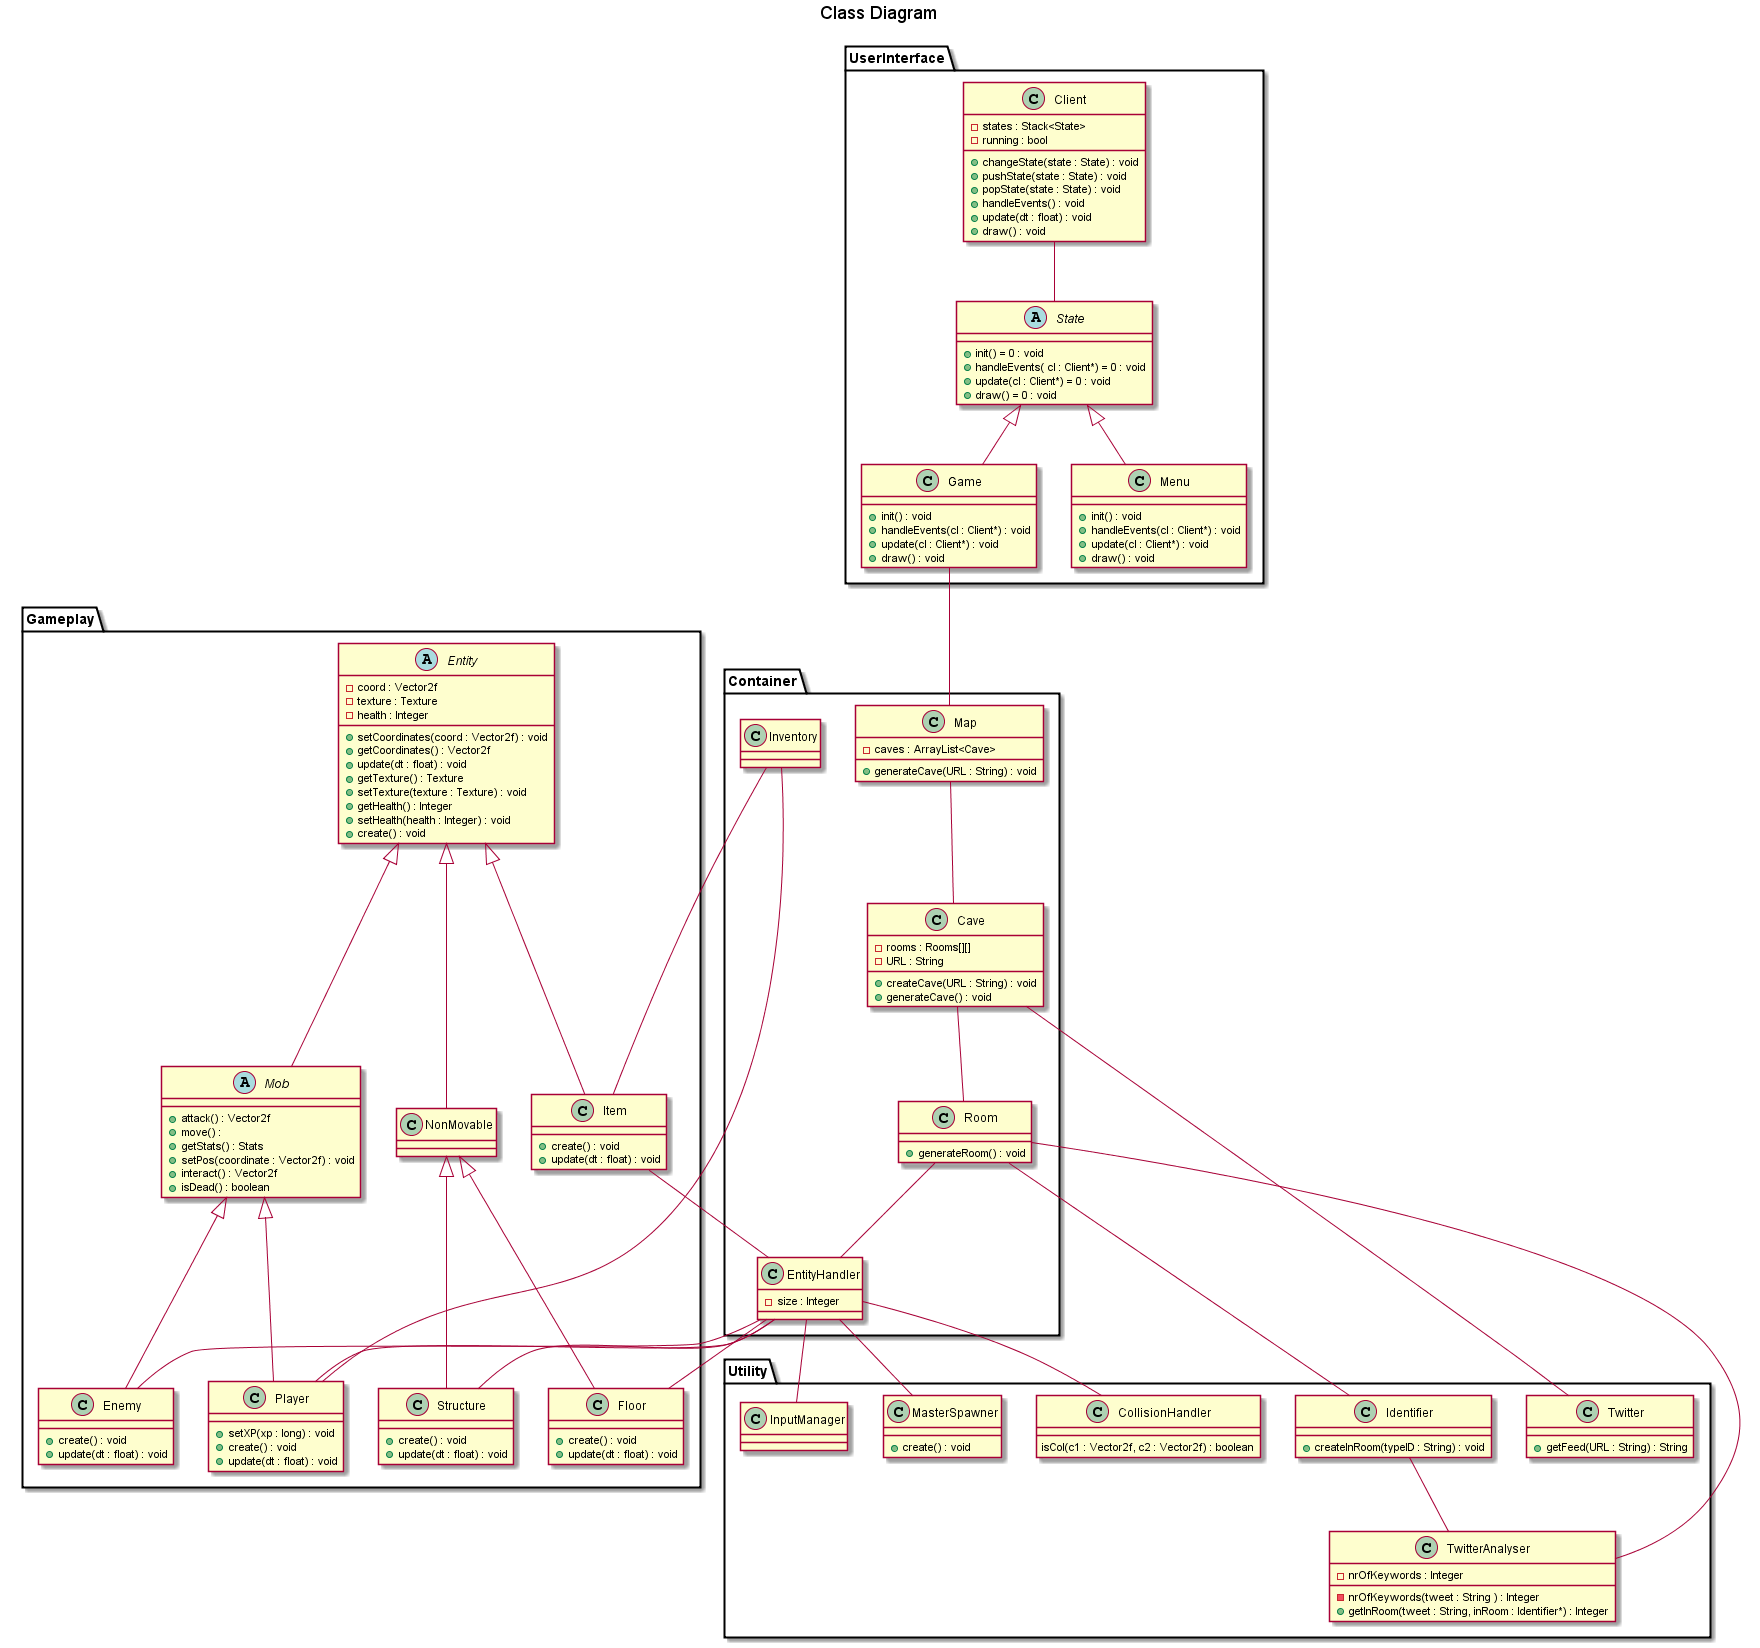 Class Diagram
UserInterface
C Client
states : Stack<State>
running : bool
changeState(state : State) : void
pushState(state : State) : void
popState(state : State) : void
handleEvents() : void
update(dt : float) : void
draw() : void
A State
init() = 0 : void
handleEvents( cl : Client*) = 0 : void
update(cl : Client*) = 0 : void
draw() = 0 : void
C Game
init() : void
handleEvents(cl : Client*) : void
update(cl : Client*) : void
draw() : void
C Menu
init() : void
handleEvents(cl : Client*) : void
update(cl : Client*) : void
draw() : void
Gameplay
A Entity
coord : Vector2f
texture : Texture
health : Integer
setCoordinates(coord : Vector2f) : void
getCoordinates() : Vector2f
update(dt : float) : void
getTexture() : Texture
setTexture(texture : Texture) : void
getHealth() : Integer
setHealth(health : Integer) : void
create() : void
A Mob
attack() : Vector2f
move() :
getStats() : Stats
setPos(coordinate : Vector2f) : void
interact() : Vector2f
isDead() : boolean
C NonMovable
C Item
create() : void
update(dt : float) : void
C Enemy
create() : void
update(dt : float) : void
C Player
setXP(xp : long) : void
create() : void
update(dt : float) : void
C Structure
create() : void
update(dt : float) : void
C Floor
create() : void
update(dt : float) : void
Container
C Inventory
C Map
caves : ArrayList<Cave>
generateCave(URL : String) : void
C Cave
rooms : Rooms[][]
URL : String
createCave(URL : String) : void
generateCave() : void
C Room
generateRoom() : void
C EntityHandler
size : Integer
Utility
C InputManager
C MasterSpawner
create() : void
C CollisionHandler
isCol(c1 : Vector2f, c2 : Vector2f) : boolean
C Identifier
createInRoom(typeID : String) : void
C Twitter
getFeed(URL : String) : String
C TwitterAnalyser
nrOfKeywords : Integer
nrOfKeywords(tweet : String ) : Integer
getInRoom(tweet : String, inRoom : Identifier*) : Integer